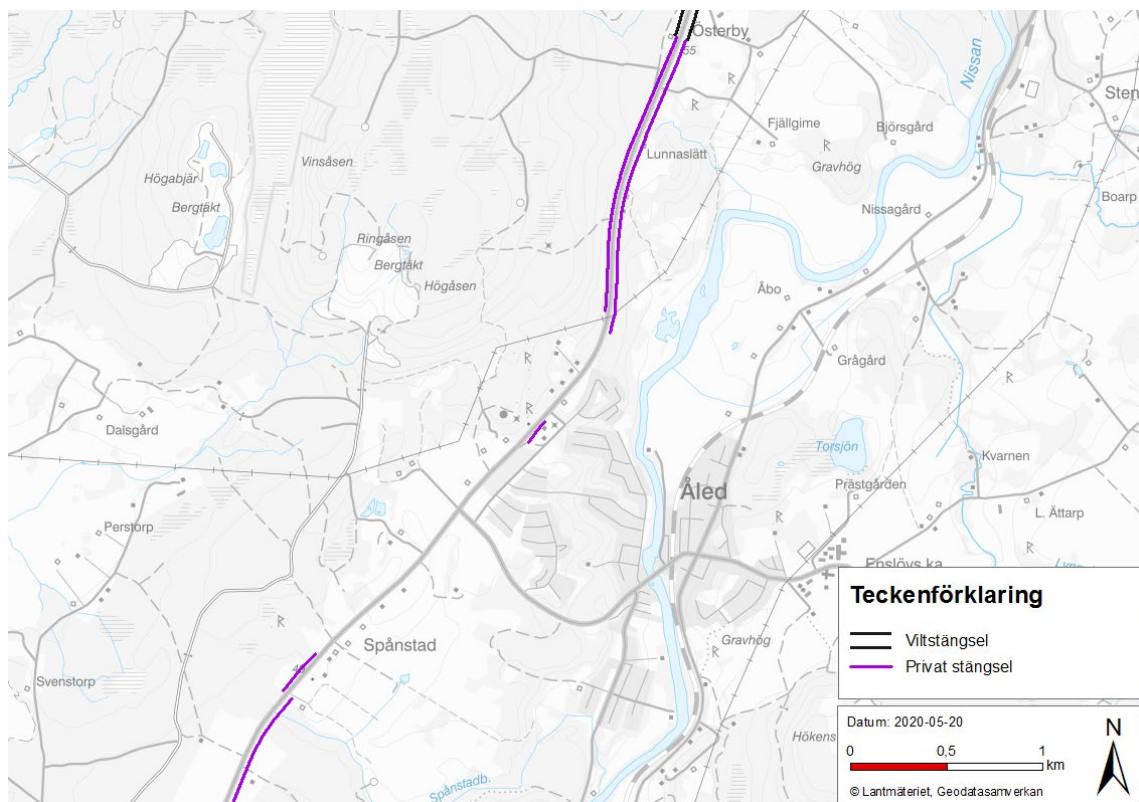 Österby
55
Nissan
Sten
Fjällgime
Björsgård
R
R
Vinsåsen
Lunnaslätt
Gravhög
Högabjär
Boarp
Bergtäkt
Nissagård
R
Ringåsen
Bergtäkt
Högåsen
Åbo
Grågård
R
R
R
Dalsgård
Torsjön
Kvarnen
Åled
Prästgården
L. Ättarp
Perstorp
R
R
Enslövs ka
Spånstad
Gravhög
R
Svenstorp
Hökens
Spånstadb.
Teckenförklaring
Viltstängsel
Privat stängsel
Datum: 2020-05-20
N
0 0,5 1
km
© Lantmäteriet, Geodatasamverkan